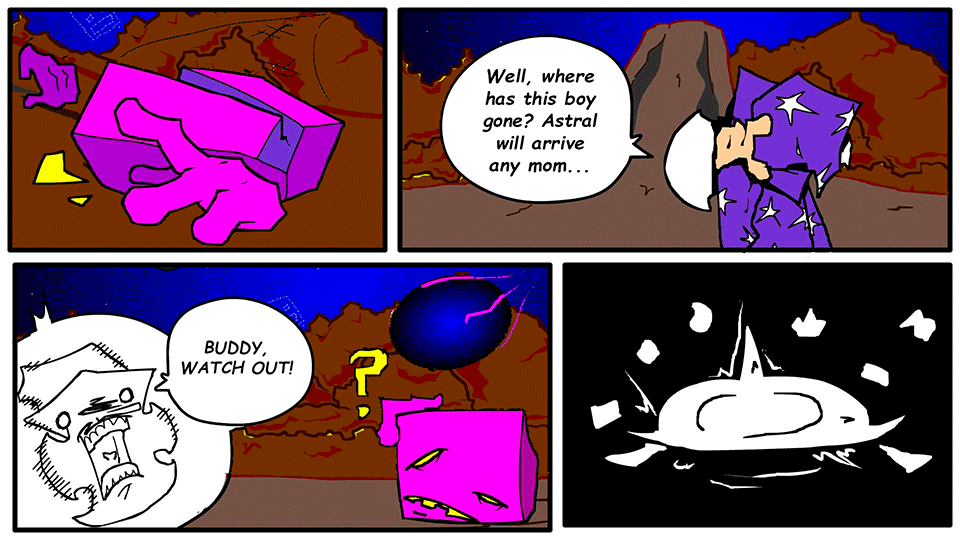 Well, where
has this boy
gone? Astral
will arrive
any mom...
BUDDY,
WATCH OUT!
?